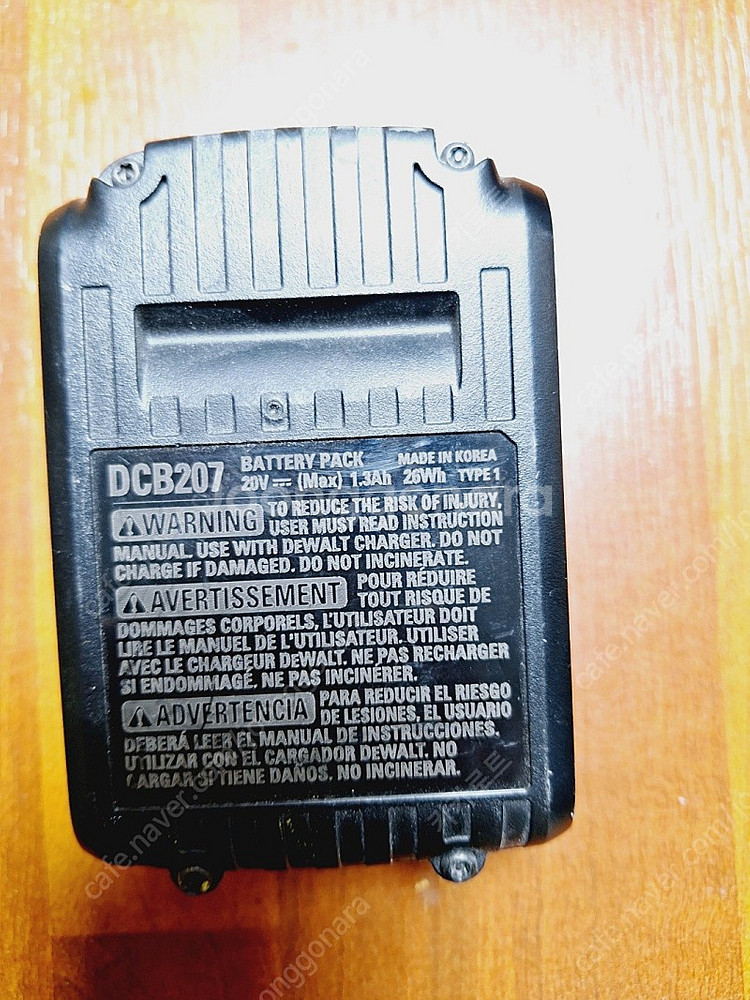 DCB207 BATTERY PACK MADE IN KOREA
20V ⎓ (Max) 1.3Ah 26Wh TYPE 1
⚠WARNING TO REDUCE THE RISK OF INJURY,
USER MUST READ INSTRUCTION
MANUAL. USE WITH DEWALT CHARGER. DO NOT
CHARGE IF DAMAGED. DO NOT INCINERATE.
⚠AVERTISSEMENT POUR RÉDUIRE
TOUT RISQUE DE
DOMMAGES CORPORELS, L'UTILISATEUR DOIT
LIRE LE MANUEL DE L'UTILISATEUR. UTILISER
AVEC LE CHARGEUR DEWALT. NE PAS RECHARGER
SI ENDOMMAGÉ, NE PAS INCINÉRER.
⚠ADVERTENCIA PARA REDUCIR EL RIESGO
DE LESIONES, EL USUARIO
DEBERÁ LEER EL MANUAL DE INSTRUCCIONES.
UTILIZAR CON EL CARGADOR DEWALT. NO
CARGAR SI TIENE DAÑOS. NO INCINERAR.
cafe.naver.com